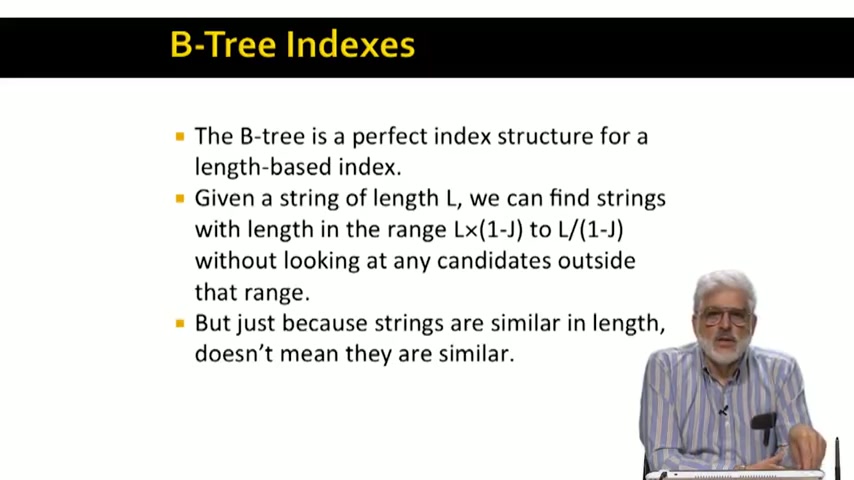 B-Tree Indexes
The B-tree is a perfect index structure for a
length-based index.
Given a string of length L, we can find strings
with length in the range L×(1-J) to L/(1-J)
without looking at any candidates outside
that range.
But just because strings are similar in length,
doesn't mean they are similar.